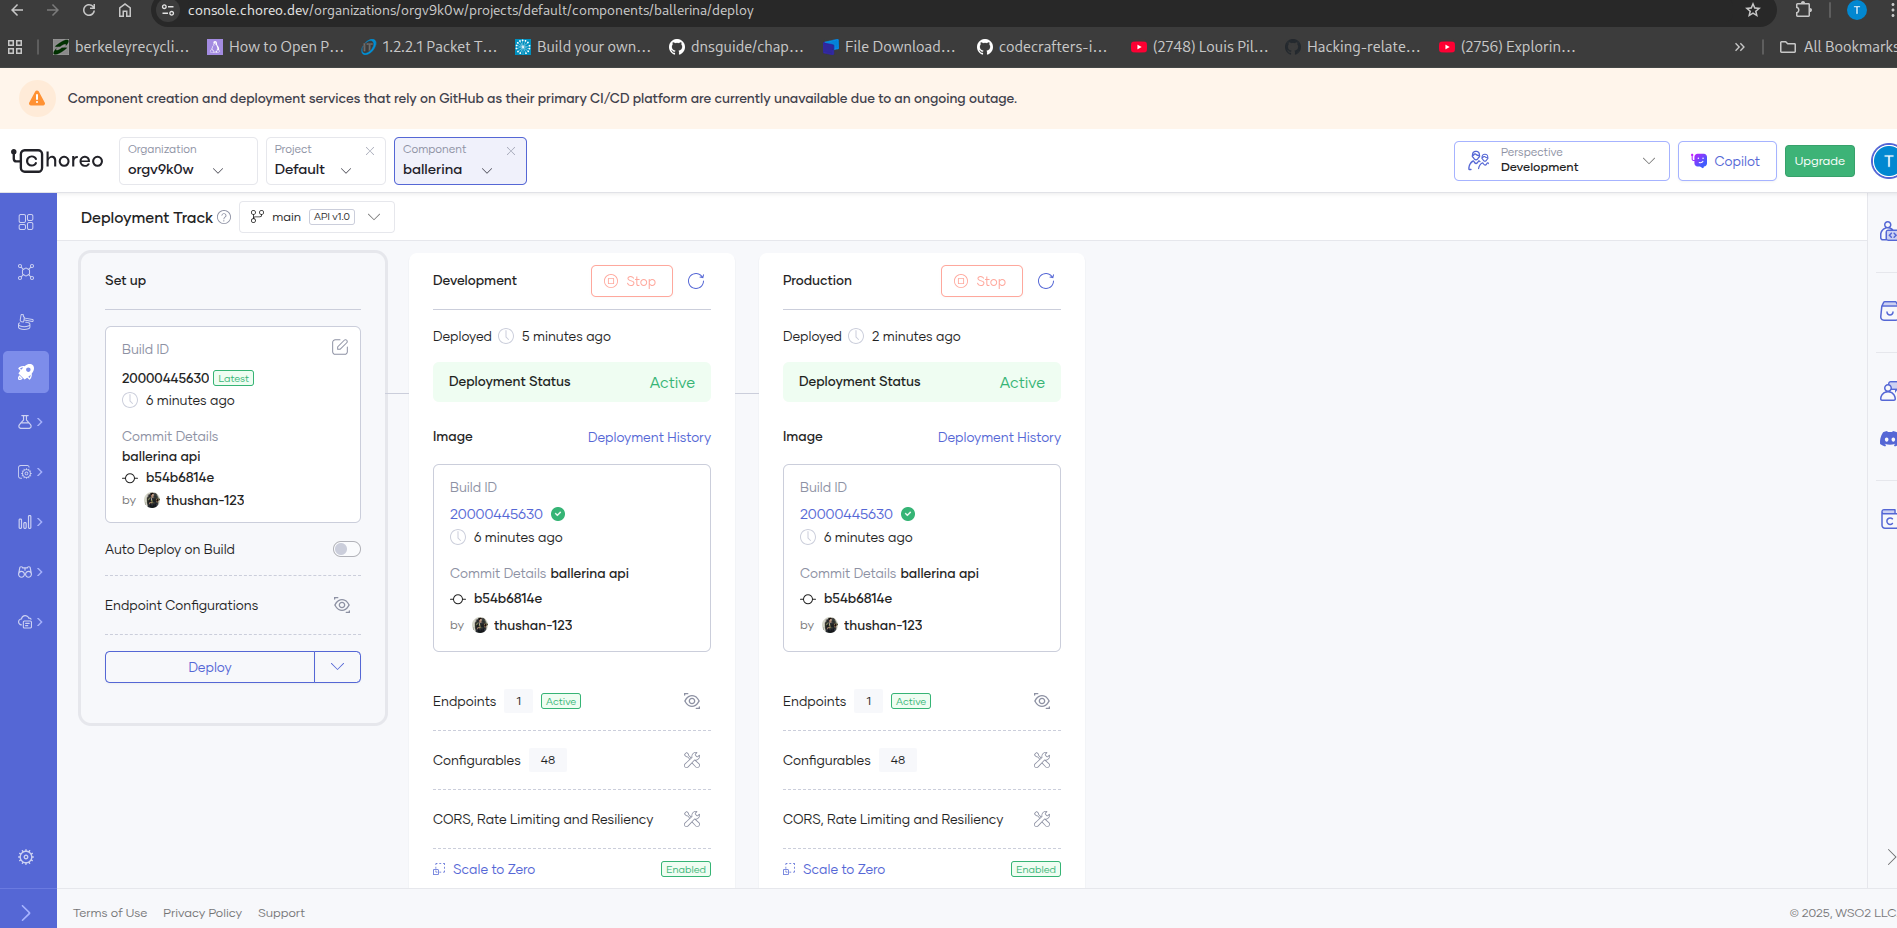 console.choreo.dev/organizations/orgv9k0w/projects/default/components/ballerina/deploy
T
berkeleyrecycli...
How to Open P...
1.2.2.1 Packet T...
Build your own...
dnsguide/chap...
File Download...
codecrafters-i...
(2748) Louis Pil...
Hacking-relate...
(2756) Explorin...
»
All Bookmarks
Component creation and deployment services that rely on GitHub as their primary CI/CD platform are currently unavailable due to an ongoing outage.
Choreo
Organization
orgv9k0w
Project
Default
Component
ballerina
Perspective
Development
Copilot
Upgrade
T
Deployment Track
main API v1.0
Set up
Build ID
20000445630 Latest
6 minutes ago
Commit Details
ballerina api
b54b6814e
by thushan-123
Auto Deploy on Build
Endpoint Configurations
Deploy
Development
Stop
Deployed 5 minutes ago
Deployment Status Active
Image Deployment History
Build ID
20000445630
6 minutes ago
Commit Details ballerina api
b54b6814e
by thushan-123
Endpoints 1 Active
Configurables 48
CORS, Rate Limiting and Resiliency
Scale to Zero Enabled
Production
Stop
Deployed 2 minutes ago
Deployment Status Active
Image Deployment History
Build ID
20000445630
6 minutes ago
Commit Details ballerina api
b54b6814e
by thushan-123
Endpoints 1 Active
Configurables 48
CORS, Rate Limiting and Resiliency
Scale to Zero Enabled
Terms of Use Privacy Policy Support
© 2025, WSO2 LLC